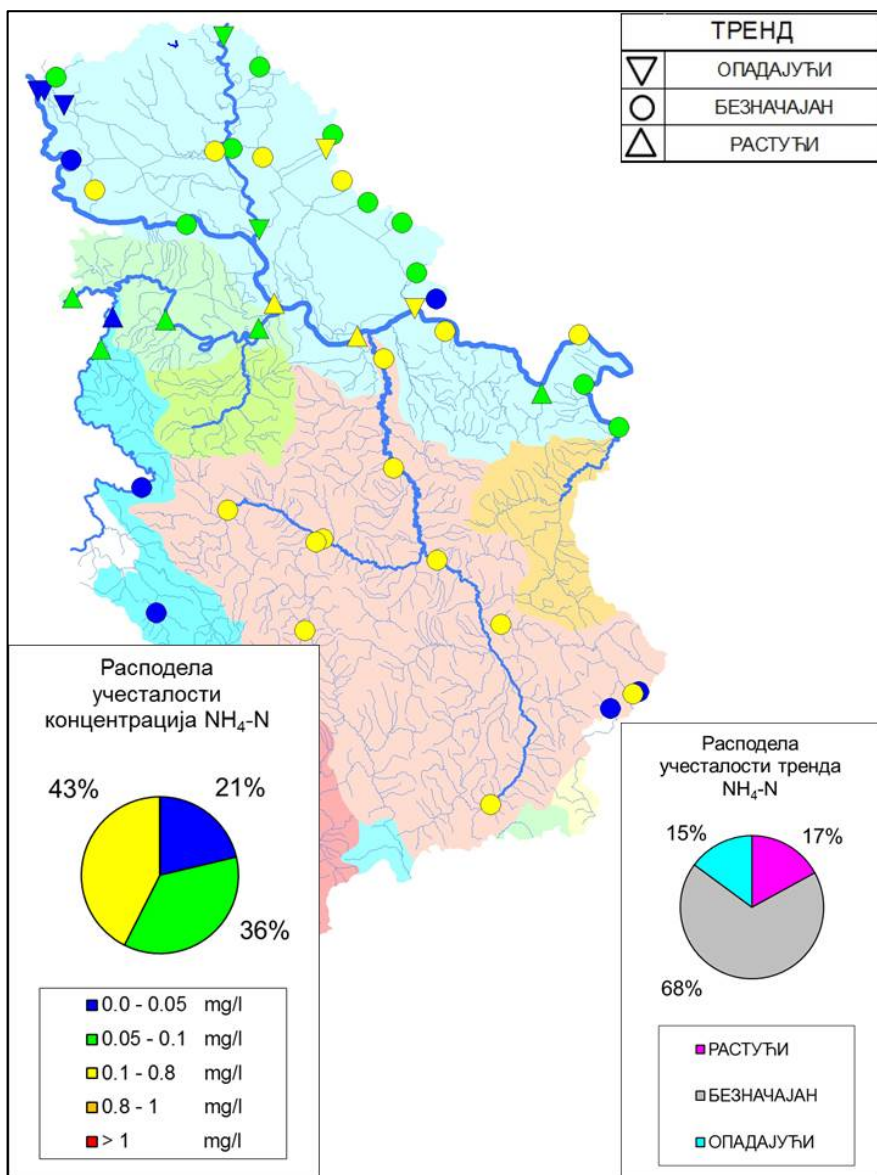 ТРЕНД
ОПАДАЈУЋИ
БЕЗНАЧАЈАН
РАСТУЋИ
Расподела
учесталости
концентрација NH₄-N
43%
21%
36%
0.0 - 0.05 mg/l
0.05 - 0.1 mg/l
0.1 - 0.8 mg/l
0.8 - 1 mg/l
> 1 mg/l
Расподела
учесталости тренда
NH₄-N
15%
17%
68%
РАСТУЋИ
БЕЗНАЧАЈАН
ОПАДАЈУЋИ